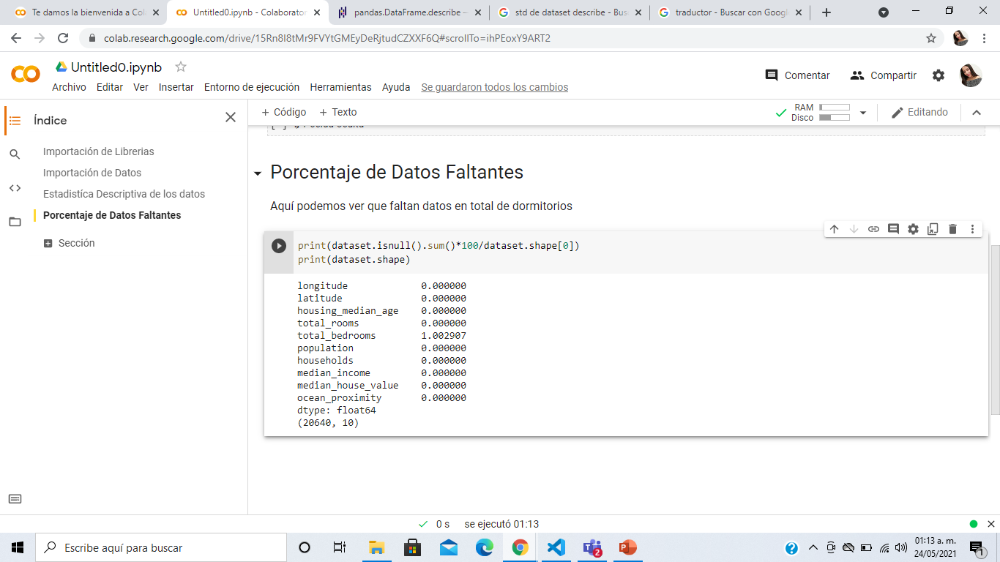 Te damos la bienvenida a Col
Untitled0.ipynb - Colaborator
pandas.DataFrame.describe —
std de dataset describe - Bus
traductor - Buscar con Googl
colab.research.google.com/drive/15Rn8I8tMr9FVYtGMEyDeRjtudCZXXF6Q#scrollTo=ihPEoxY9ART2
Untitled0.ipynb
Comentar
Compartir
Archivo Editar Ver Insertar Entorno de ejecución Herramientas Ayuda Se guardaron todos los cambios
Índice
+ Código + Texto
RAM
Disco
Editando
Importación de Librerias
Importación de Datos
Estadistíca Descriptiva de los datos
Porcentaje de Datos Faltantes
Sección
Porcentaje de Datos Faltantes
Aquí podemos ver que faltan datos en total de dormitorios
print(dataset.isnull().sum()*100/dataset.shape[0])
print(dataset.shape)
longitude 0.000000
latitude 0.000000
housing_median_age 0.000000
total_rooms 0.000000
total_bedrooms 1.002907
population 0.000000
households 0.000000
median_income 0.000000
median_house_value 0.000000
ocean_proximity 0.000000
dtype: float64
(20640, 10)
0 s se ejecutó 01:13
Escribe aquí para buscar
2
01:13 a. m.
24/05/2021
1